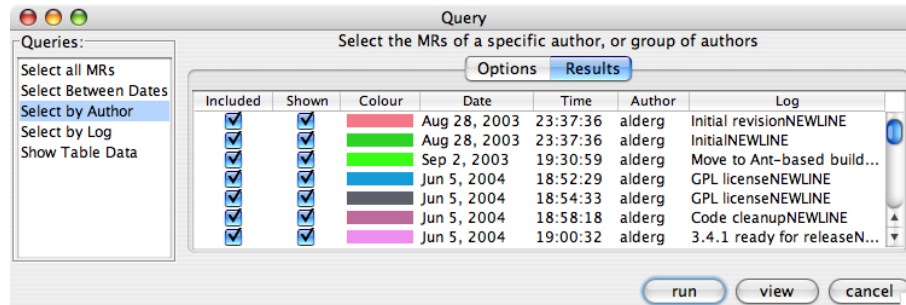 Query
Queries:
Select the MRs of a specific author, or group of authors
Select all MRs
Select Between Dates
Select by Author
Select by Log
Show Table Data
Options Results
Included Shown Colour Date Time Author Log
Aug 28, 2003 23:37:36 alderg Initial revisionNEWLINE
Aug 28, 2003 23:37:36 alderg InitialNEWLINE
Sep 2, 2003 19:30:59 alderg Move to Ant-based build...
Jun 5, 2004 18:52:29 alderg GPL licenseNEWLINE
Jun 5, 2004 18:54:33 alderg GPL licenseNEWLINE
Jun 5, 2004 18:58:18 alderg Code cleanupNEWLINE
Jun 5, 2004 19:00:32 alderg 3.4.1 ready for releaseN...
run view cancel